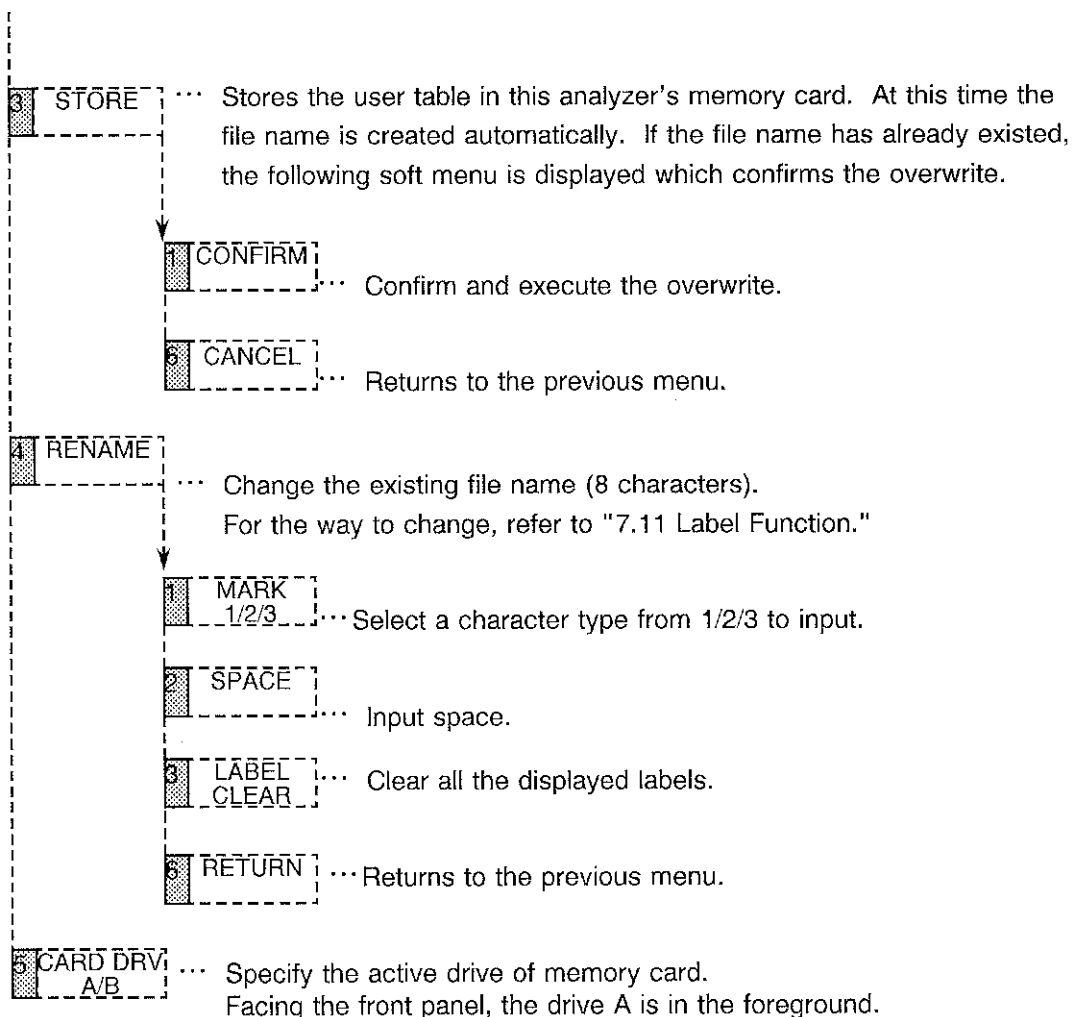 3 STORE ... Stores the user table in this analyzer's memory card. At this time the
file name is created automatically. If the file name has already existed,
the following soft menu is displayed which confirms the overwrite.
1 CONFIRM
... Confirm and execute the overwrite.
6 CANCEL
... Returns to the previous menu.
4 RENAME
... Change the existing file name (8 characters).
For the way to change, refer to "7.11 Label Function."
1 MARK
1/2/3 ... Select a character type from 1/2/3 to input.
2 SPACE
... Input space.
3 LABEL ... Clear all the displayed labels.
CLEAR
6 RETURN ... Returns to the previous menu.
5 CARD DRV ... Specify the active drive of memory card.
A/B
Facing the front panel, the drive A is in the foreground.